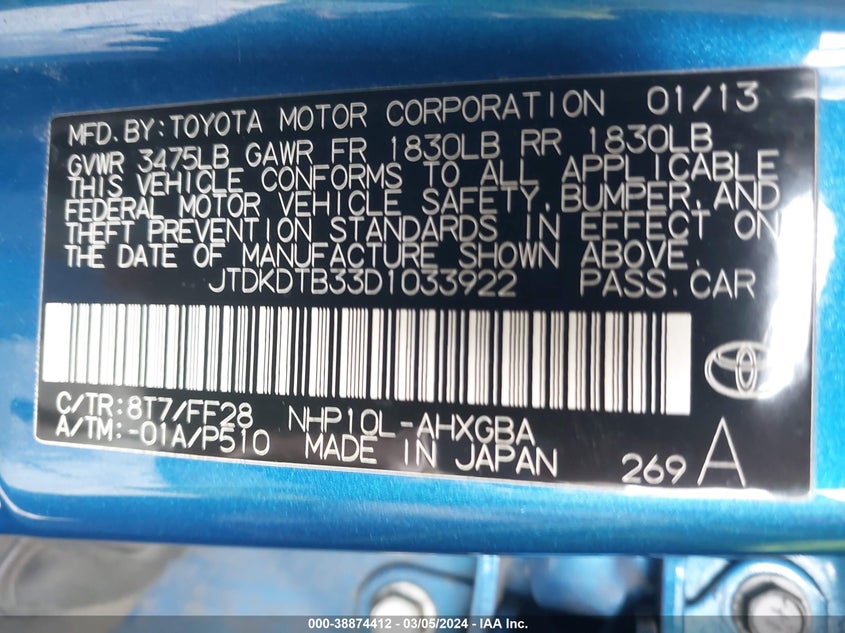 MFD. BY: TOYOTA MOTOR CORPORATION 01/13
GVWR 3475LB GAWR FR 1830LB RR 1830LB
THIS VEHICLE CONFORMS TO ALL APPLICABLE
FEDERAL MOTOR VEHICLE SAFETY, BUMPER, AND
THEFT PREVENTION STANDARDS IN EFFECT ON
THE DATE OF MANUFACTURE SHOWN ABOVE.
JTDKDTB33D1033922 PASS. CAR
C/TR: 8T7/FF28 NHP10L-AHXGBA
A/TM: -01A/P510 MADE IN JAPAN
269 A
000-38874412 — 03/05/2024 — IAA Inc.